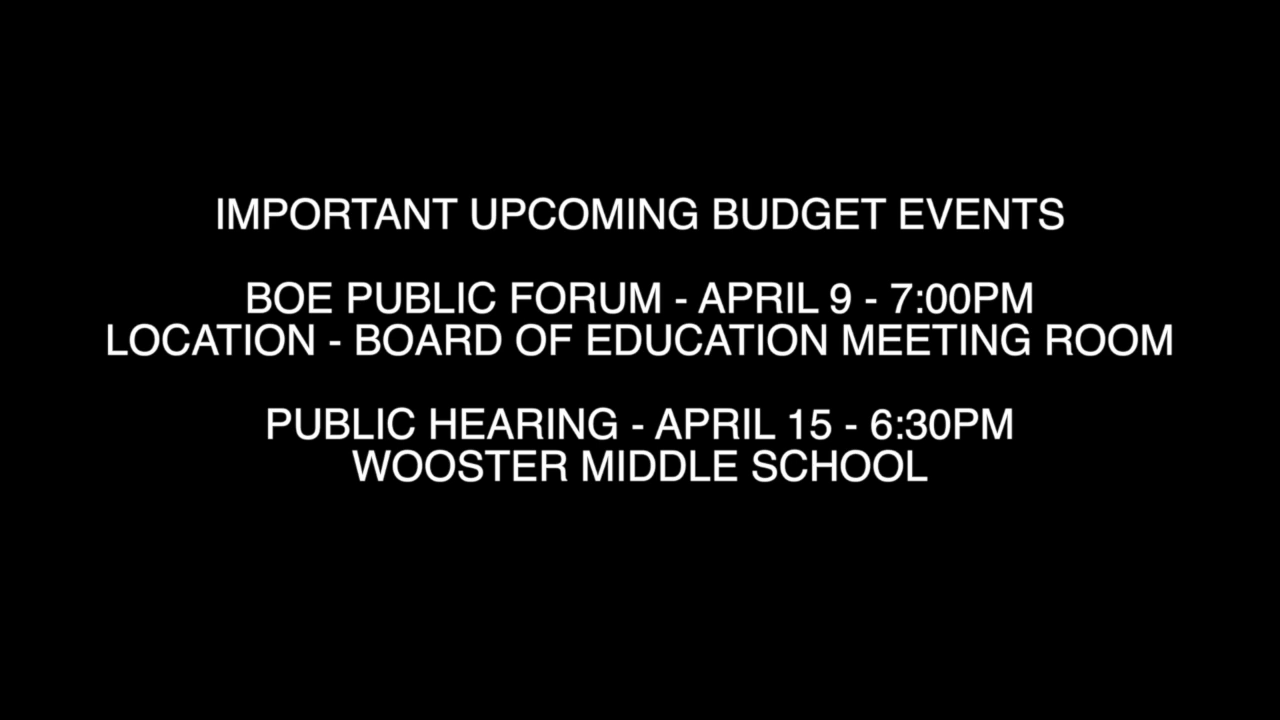 IMPORTANT UPCOMING BUDGET EVENTS
BOE PUBLIC FORUM - APRIL 9 - 7:00PM
LOCATION - BOARD OF EDUCATION MEETING ROOM
PUBLIC HEARING - APRIL 15 - 6:30PM
WOOSTER MIDDLE SCHOOL